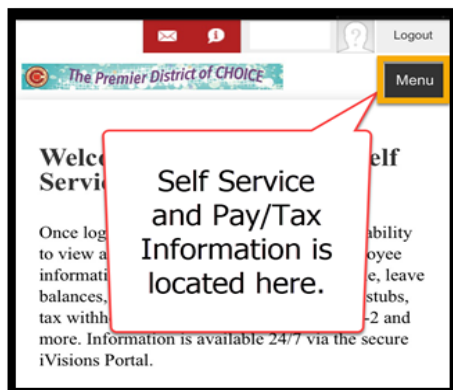 Logout
The Premier District of CHOICE
Menu
Self Service
and Pay/Tax
Information is
located here.
Welc elf
Servi
Once log ability
to view a oyee
informati e, leave
balances, stubs,
tax withh -2 and
more. Information is available 24/7 via the secure
iVisions Portal.